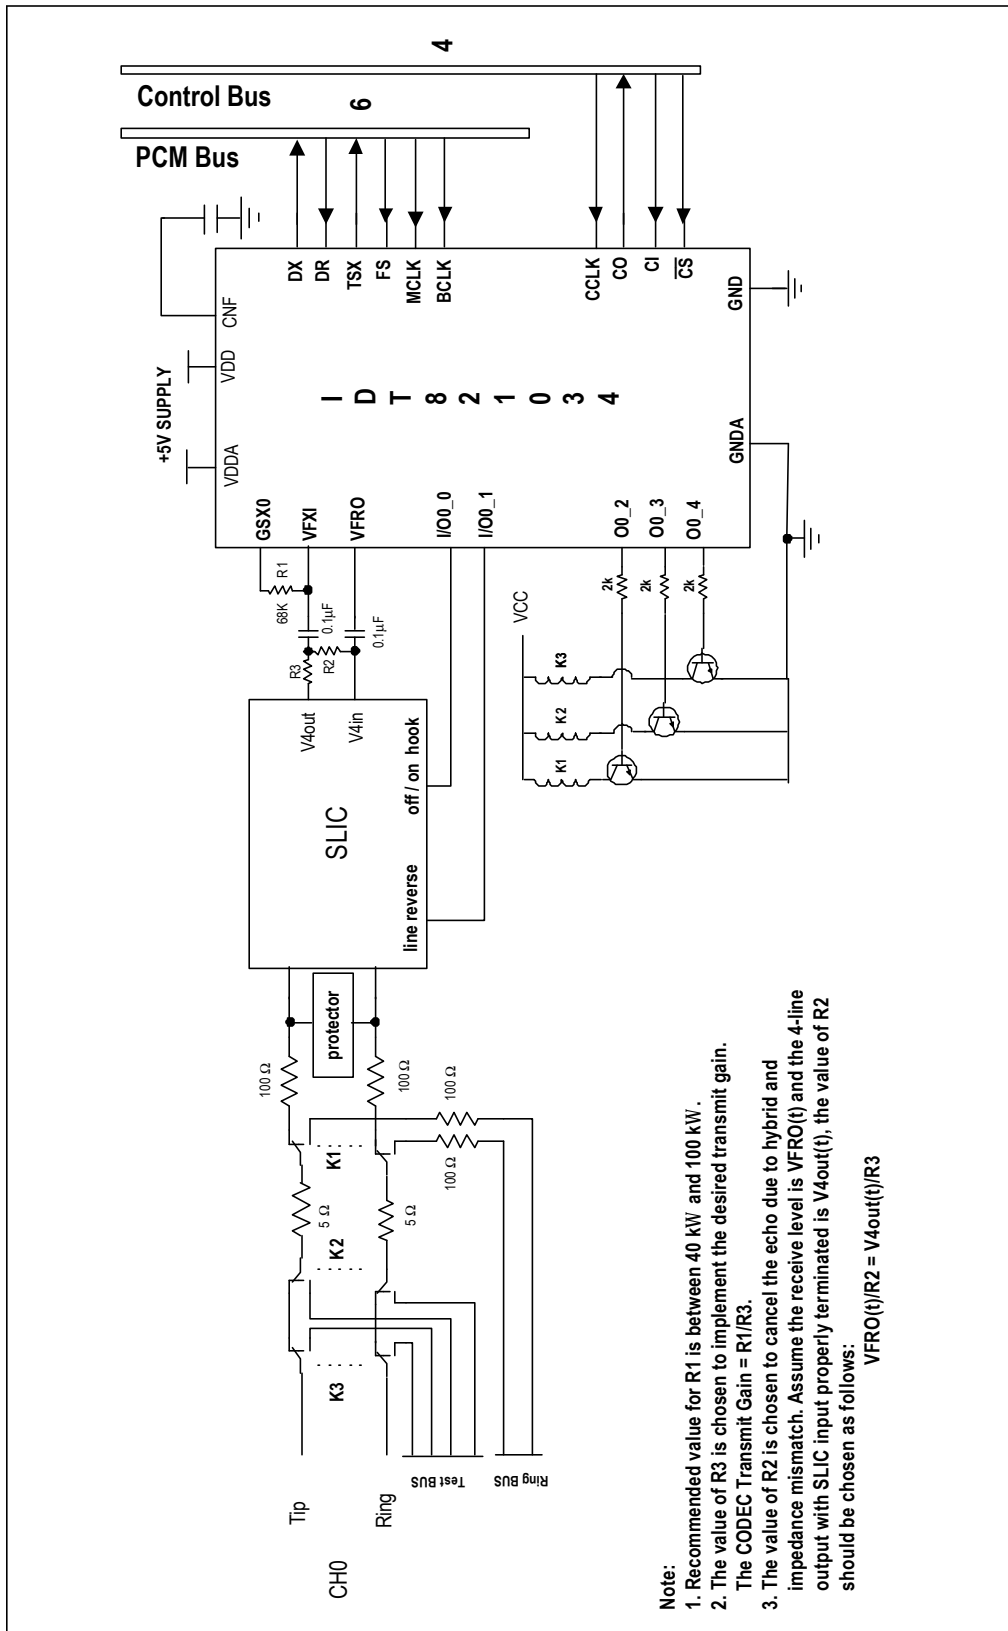 Control Bus
4
PCM Bus
6
DX
DR
TSX
FS
MCLK
BCLK
CCLK
CO
CI
CS
CNF
VDD
VDDA
+5V SUPPLY
IDT821034
GND
GNDA
GSX0
VFXI
VFRO
I/O0_0
I/O0_1
O0_2
O0_3
O0_4
R1
68K
0.1µF
0.1µF
R2
R3
2k
2k
2k
VCC
K3
K2
K1
V4out
V4in
SLIC
off / on hook
line reverse
protector
100 Ω
100 Ω
100 Ω
100 Ω
K1
5 Ω
5 Ω
K2
K3
Test BUS
Ring BUS
Tip
Ring
CH0
Note:
1. Recommended value for R1 is between 40 kW and 100 kW .
2. The value of R3 is chosen to implement the desired transmit gain.
The CODEC Transmit Gain = R1/R3.
3. The value of R2 is chosen to cancel the echo due to hybrid and
impedance mismatch. Assume the receive level is VFRO(t) and the 4-line
output with SLIC input properly terminated is V4out(t), the value of R2
should be chosen as follows:
VFRO(t)/R2 = V4out(t)/R3